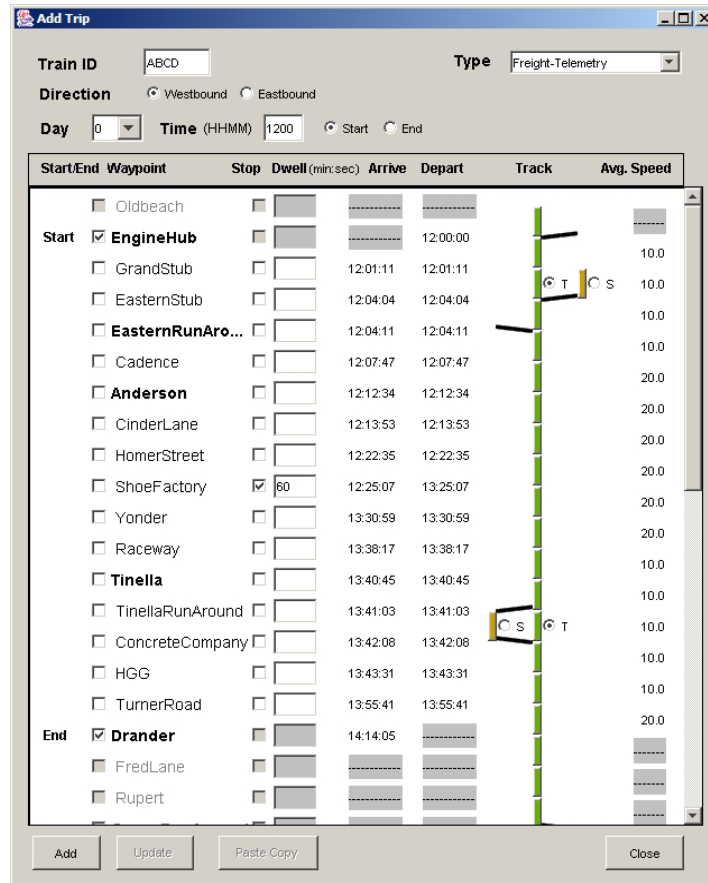 Add Trip
Train ID ABCD Type Freight-Telemetry
Direction Westbound Eastbound
Day 0 Time (HHMM) 1200 Start End
Start/End Waypoint Stop Dwell (min:sec) Arrive Depart Track Avg. Speed
Oldbeach ----------- -----------
------
Start EngineHub ----------- 12:00:00
10.0
GrandStub 12:01:11 12:01:11
T S 10.0
EasternStub 12:04:04 12:04:04
10.0
EasternRunAro... 12:04:11 12:04:11
10.0
Cadence 12:07:47 12:07:47
20.0
Anderson 12:12:34 12:12:34
20.0
CinderLane 12:13:53 12:13:53
20.0
HomerStreet 12:22:35 12:22:35
20.0
ShoeFactory 60 12:25:07 13:25:07
20.0
Yonder 13:30:59 13:30:59
20.0
Raceway 13:38:17 13:38:17
10.0
Tinella 13:40:45 13:40:45
10.0
TinellaRunAround 13:41:03 13:41:03
S T 10.0
ConcreteCompany 13:42:08 13:42:08
10.0
HGG 13:43:31 13:43:31
10.0
TurnerRoad 13:55:41 13:55:41
20.0
End Drander 14:14:05 -----------
------
FredLane ----------- -----------
------
Rupert ----------- -----------
------
Add Update Paste Copy Close